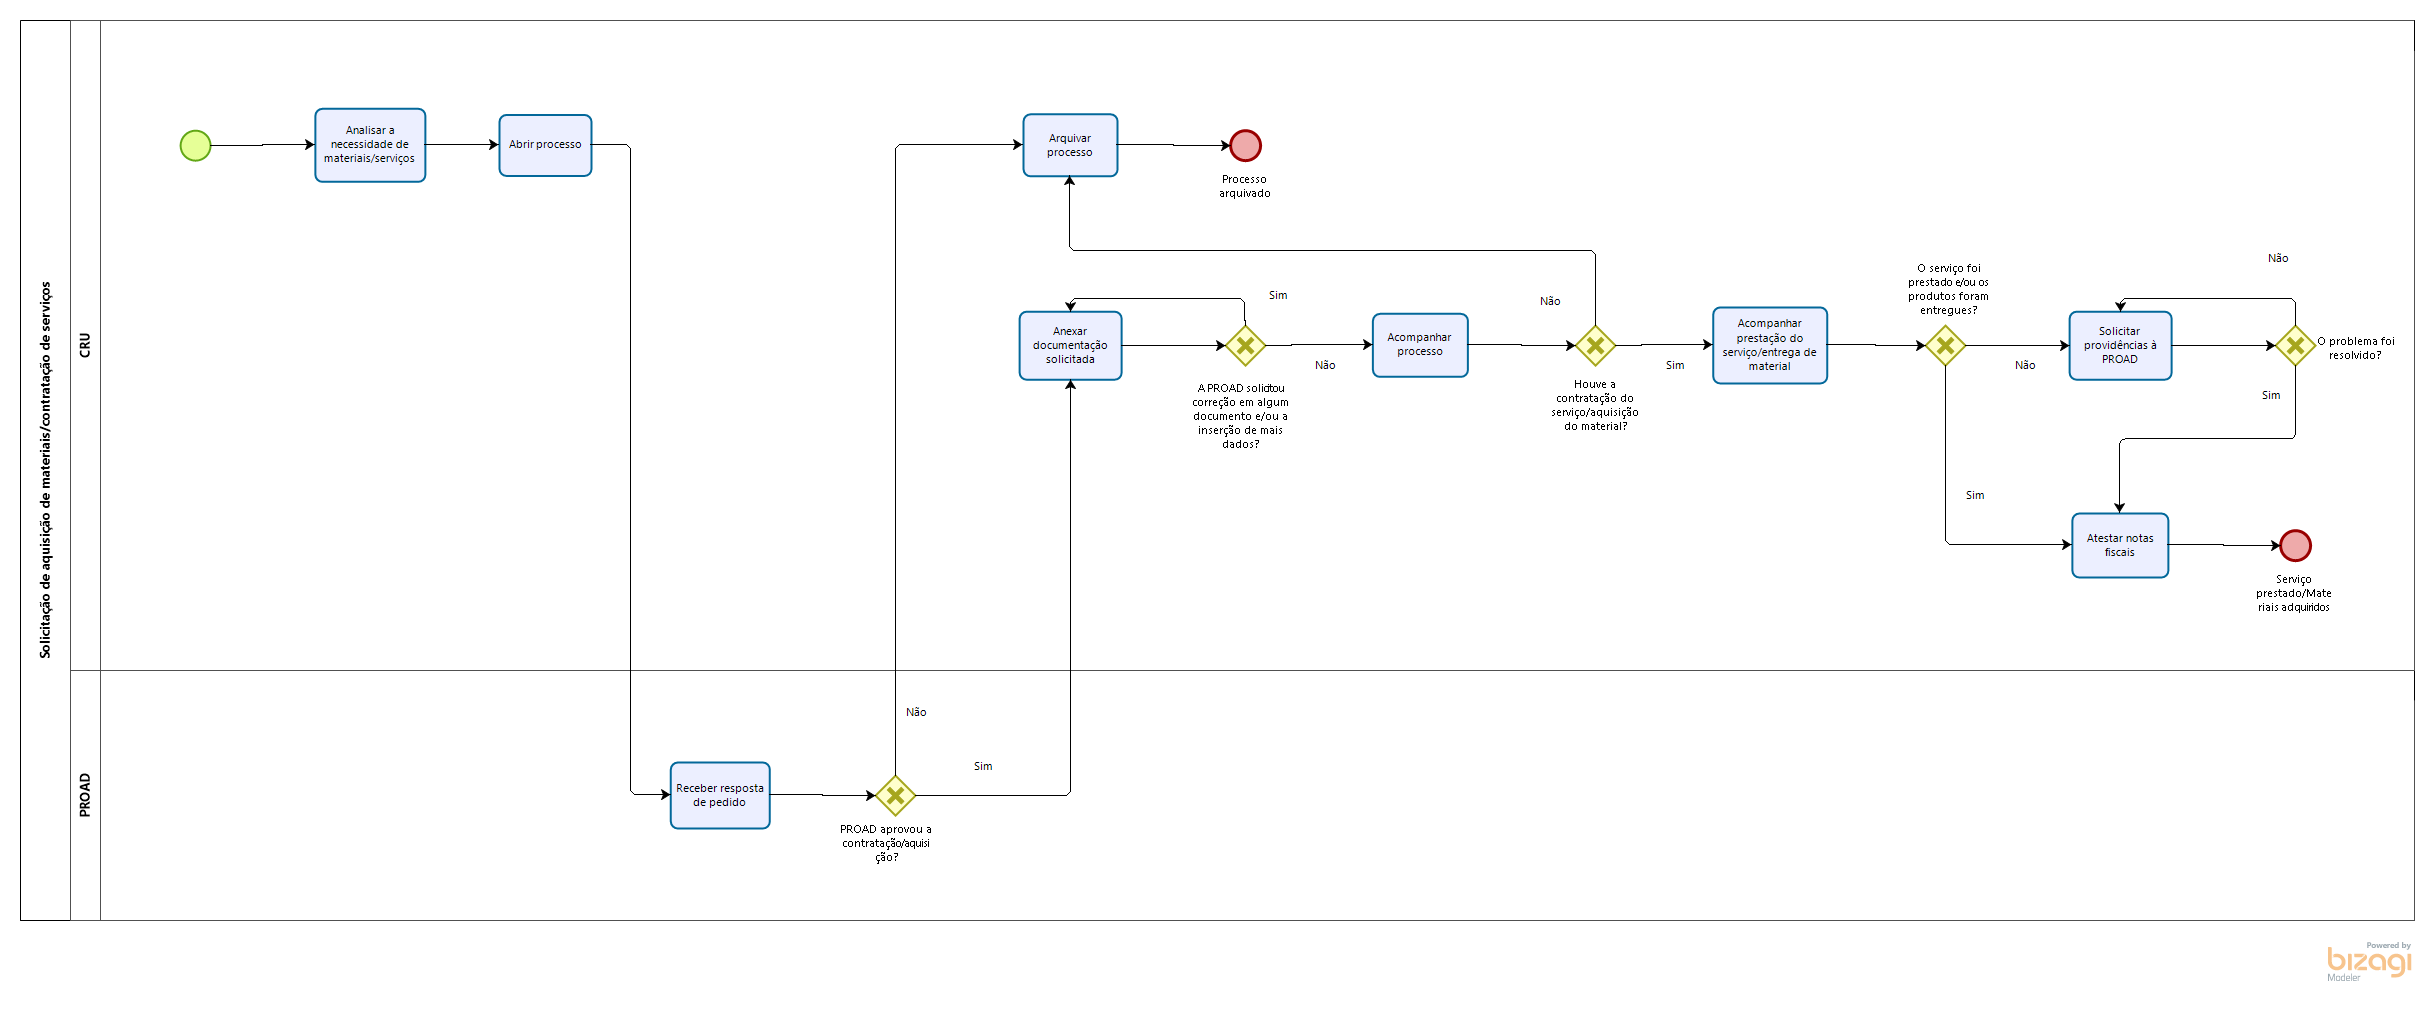 Solicitação de aquisição de materiais/contratação de serviços
CRU
Analisar a
necessidade de
materiais/serviços
Abrir processo
Arquivar
processo
Processo
arquivado
Anexar
documentação
solicitada
Sim
A PROAD solicitou
correção em algum
documento e/ou a
inserção de mais
dados?
Não
Acompanhar
processo
Não
Houve a
contratação do
serviço/aquisição
do material?
Sim
Acompanhar
prestação do
serviço/entrega de
material
O serviço foi
prestado e/ou os
produtos foram
entregues?
Não
Sim
Solicitar
providências à
PROAD
Não
O problema foi
resolvido?
Sim
Atestar notas
fiscais
Serviço
prestado/Mate
riais adquiridos
PROAD
Receber resposta
de pedido
Não
Sim
PROAD aprovou a
contratação/aquisi
ção?
Powered by
bizagi
Modeler